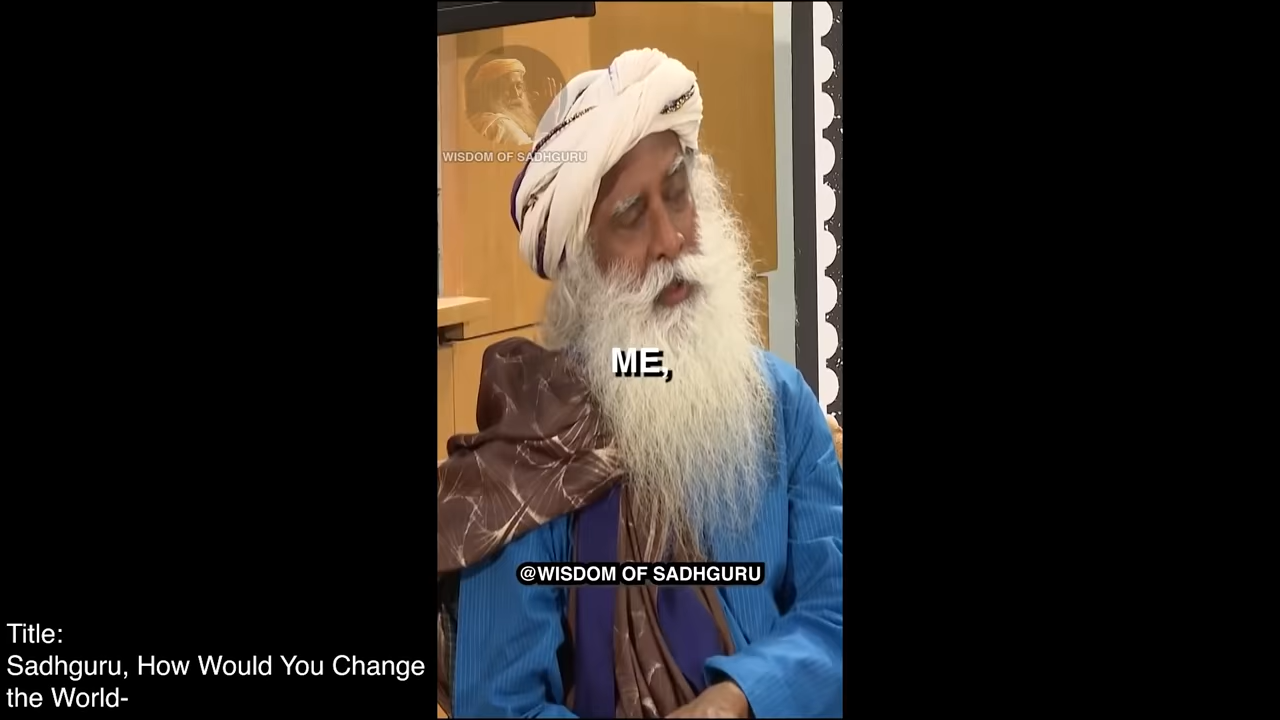 WISDOM OF SADHGURU
ME,
@WISDOM OF SADHGURU
Title:
Sadhguru, How Would You Change
the World-